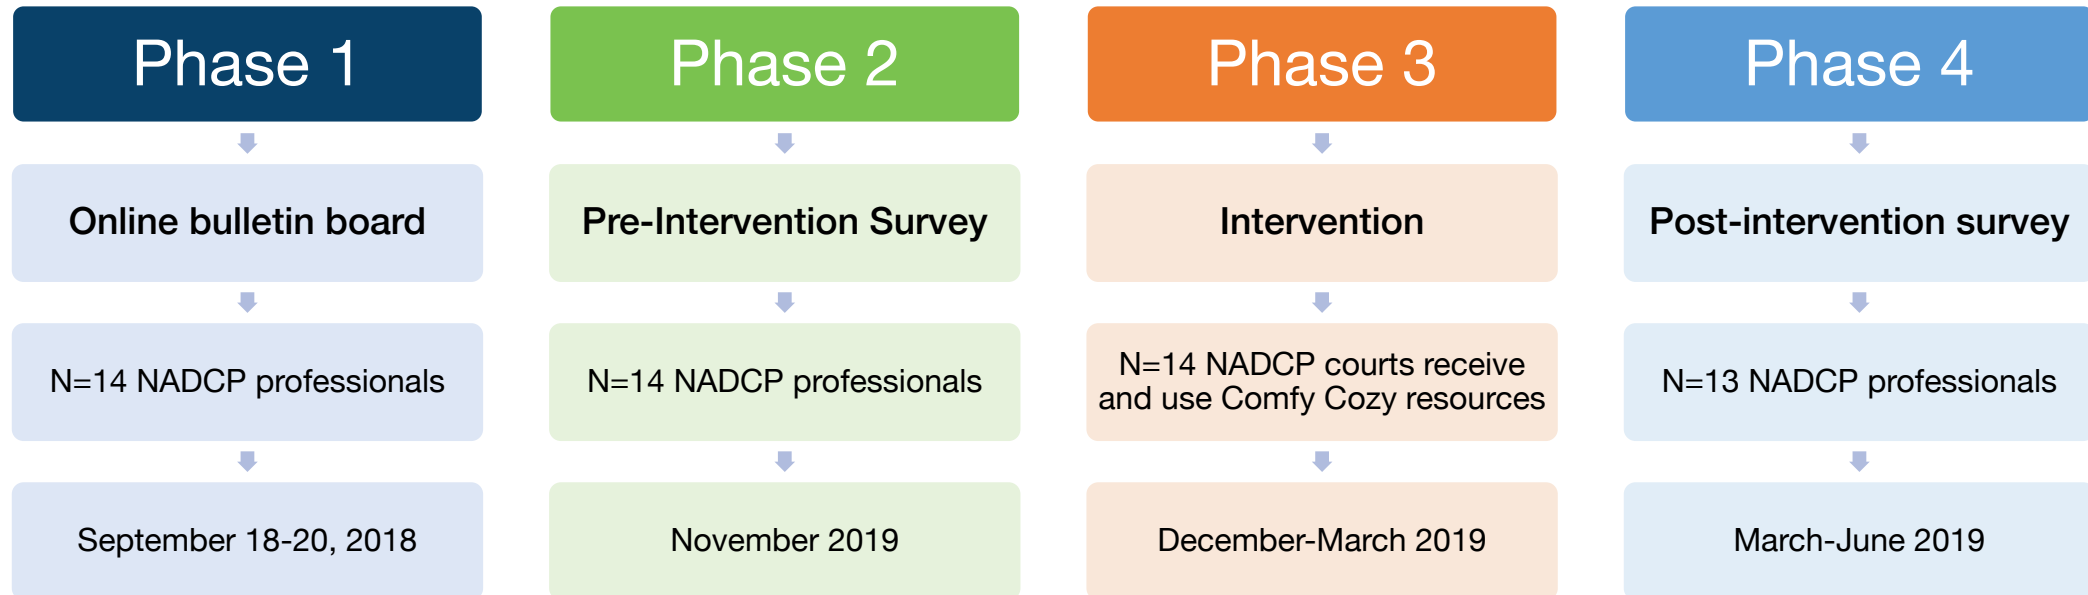 Phase 1
Online bulletin board
N=14 NADCP professionals
September 18-20, 2018
Phase 2
Pre-Intervention Survey
N=14 NADCP professionals
November 2019
Phase 3
Intervention
N=14 NADCP courts receive
and use Comfy Cozy resources
December-March 2019
Phase 4
Post-intervention survey
N=13 NADCP professionals
March-June 2019